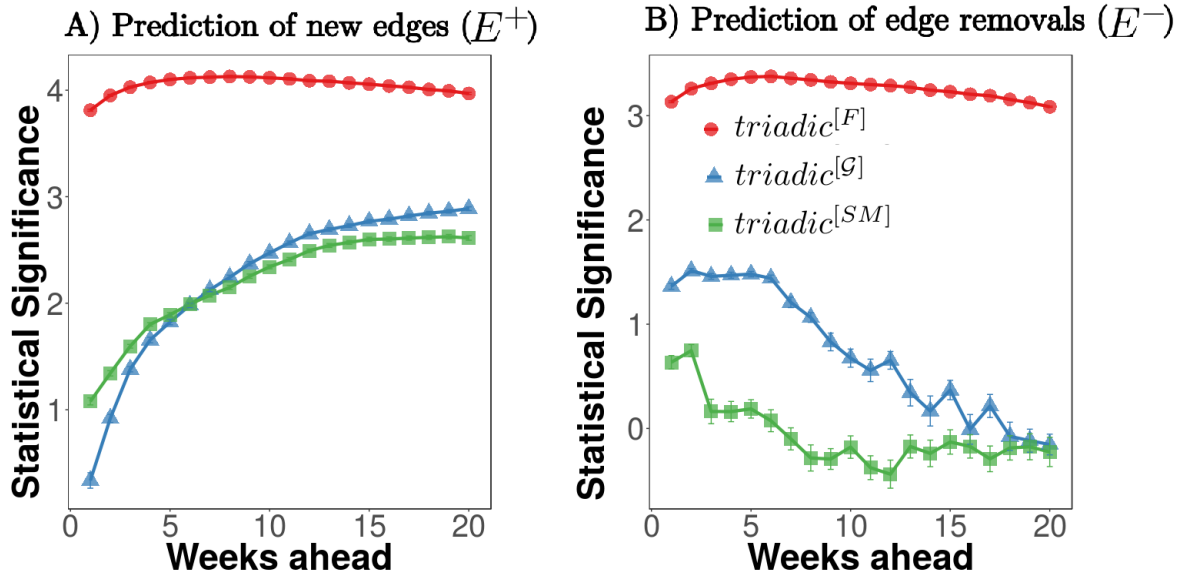 A) Prediction of new edges (E⁺)
Statistical Significance
4
3
2
1
0
5
10
15
20
Weeks ahead
B) Prediction of edge removals (E⁻)
Statistical Significance
3
2
1
0
triadic[F]
triadic[𝒢]
triadic[SM]
0
5
10
15
20
Weeks ahead